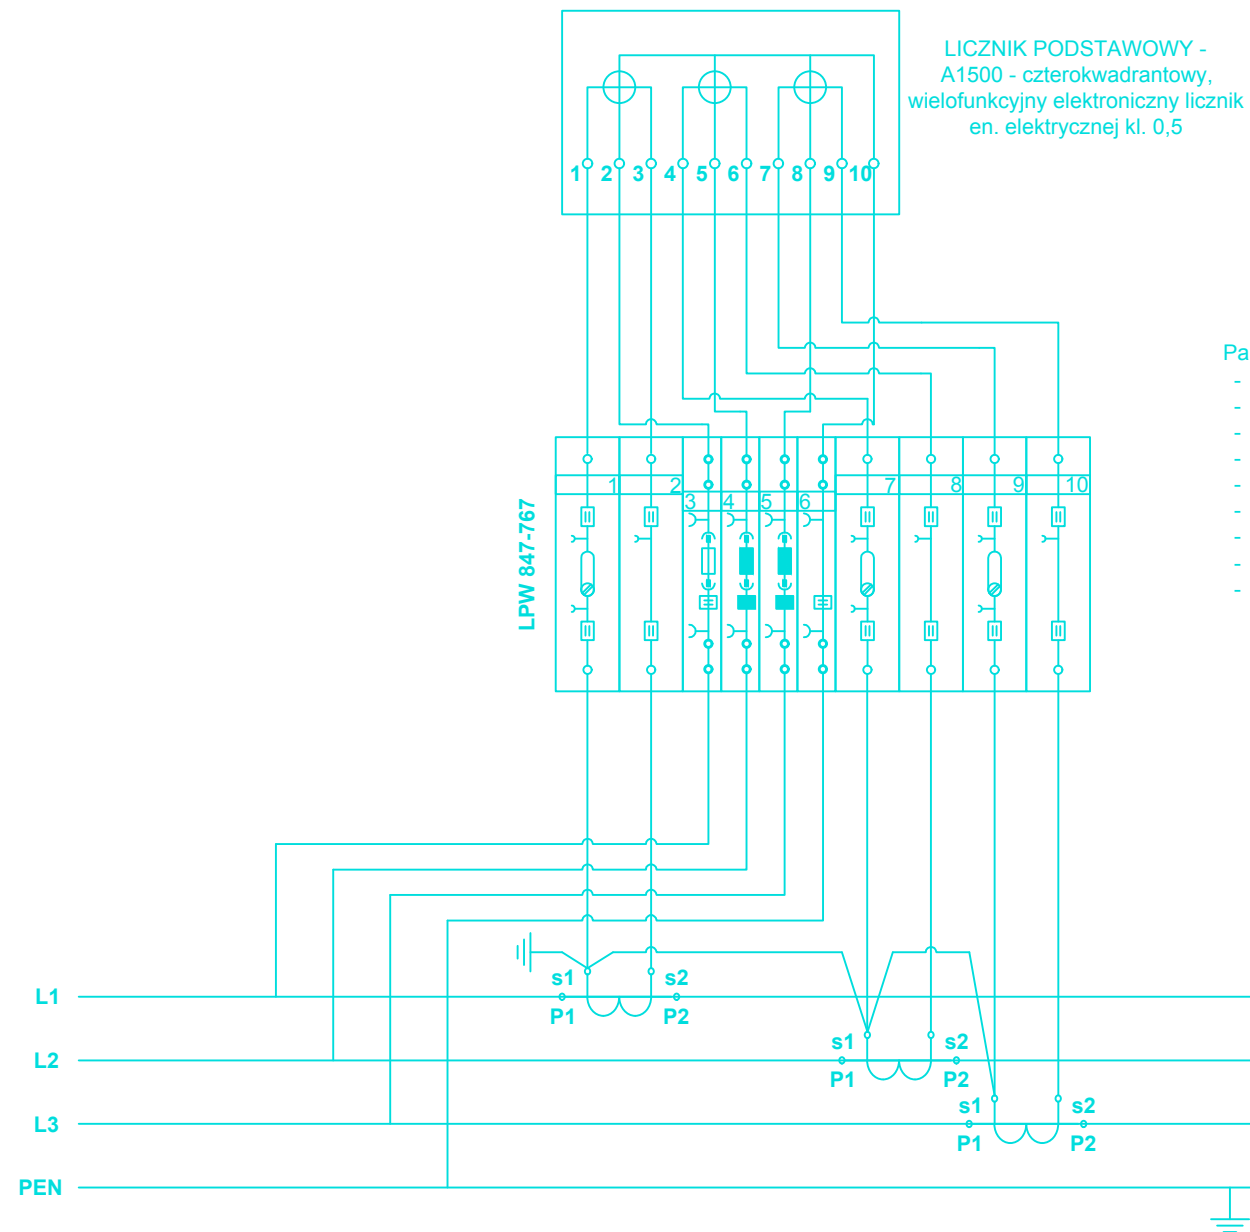 LICZNIK PODSTAWOWY -
A1500 - czterokwadrantowy,
wielofunkcyjny elektroniczny licznik
en. elektrycznej kl. 0,5
1 2 3 4 5 6 7 8 9 10
Pa
-
-
-
-
-
-
-
-
-
1 2 3 4 5 6 7 8 9 10
LPW 847-767
s1 s2
L1
P1 P2
s1 s2
L2
P1 P2
s1 s2
L3
P1 P2
PEN